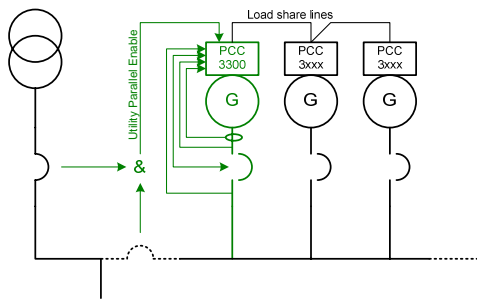 Load share lines
Utility Parallel Enable
PCC
3300
PCC
3xxx
PCC
3xxx
G
G
G
&